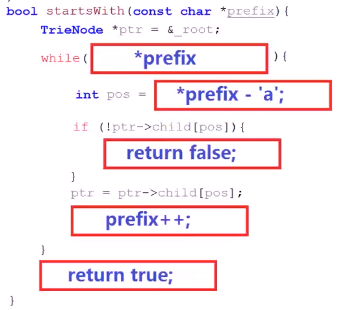 bool startsWith(const char *prefix){
TrieNode *ptr = &_root;
while( *prefix ){
int pos = *prefix - 'a';
if (!ptr->child[pos]){
return false;
}
ptr = ptr->child[pos];
prefix++;
}
return true;
}